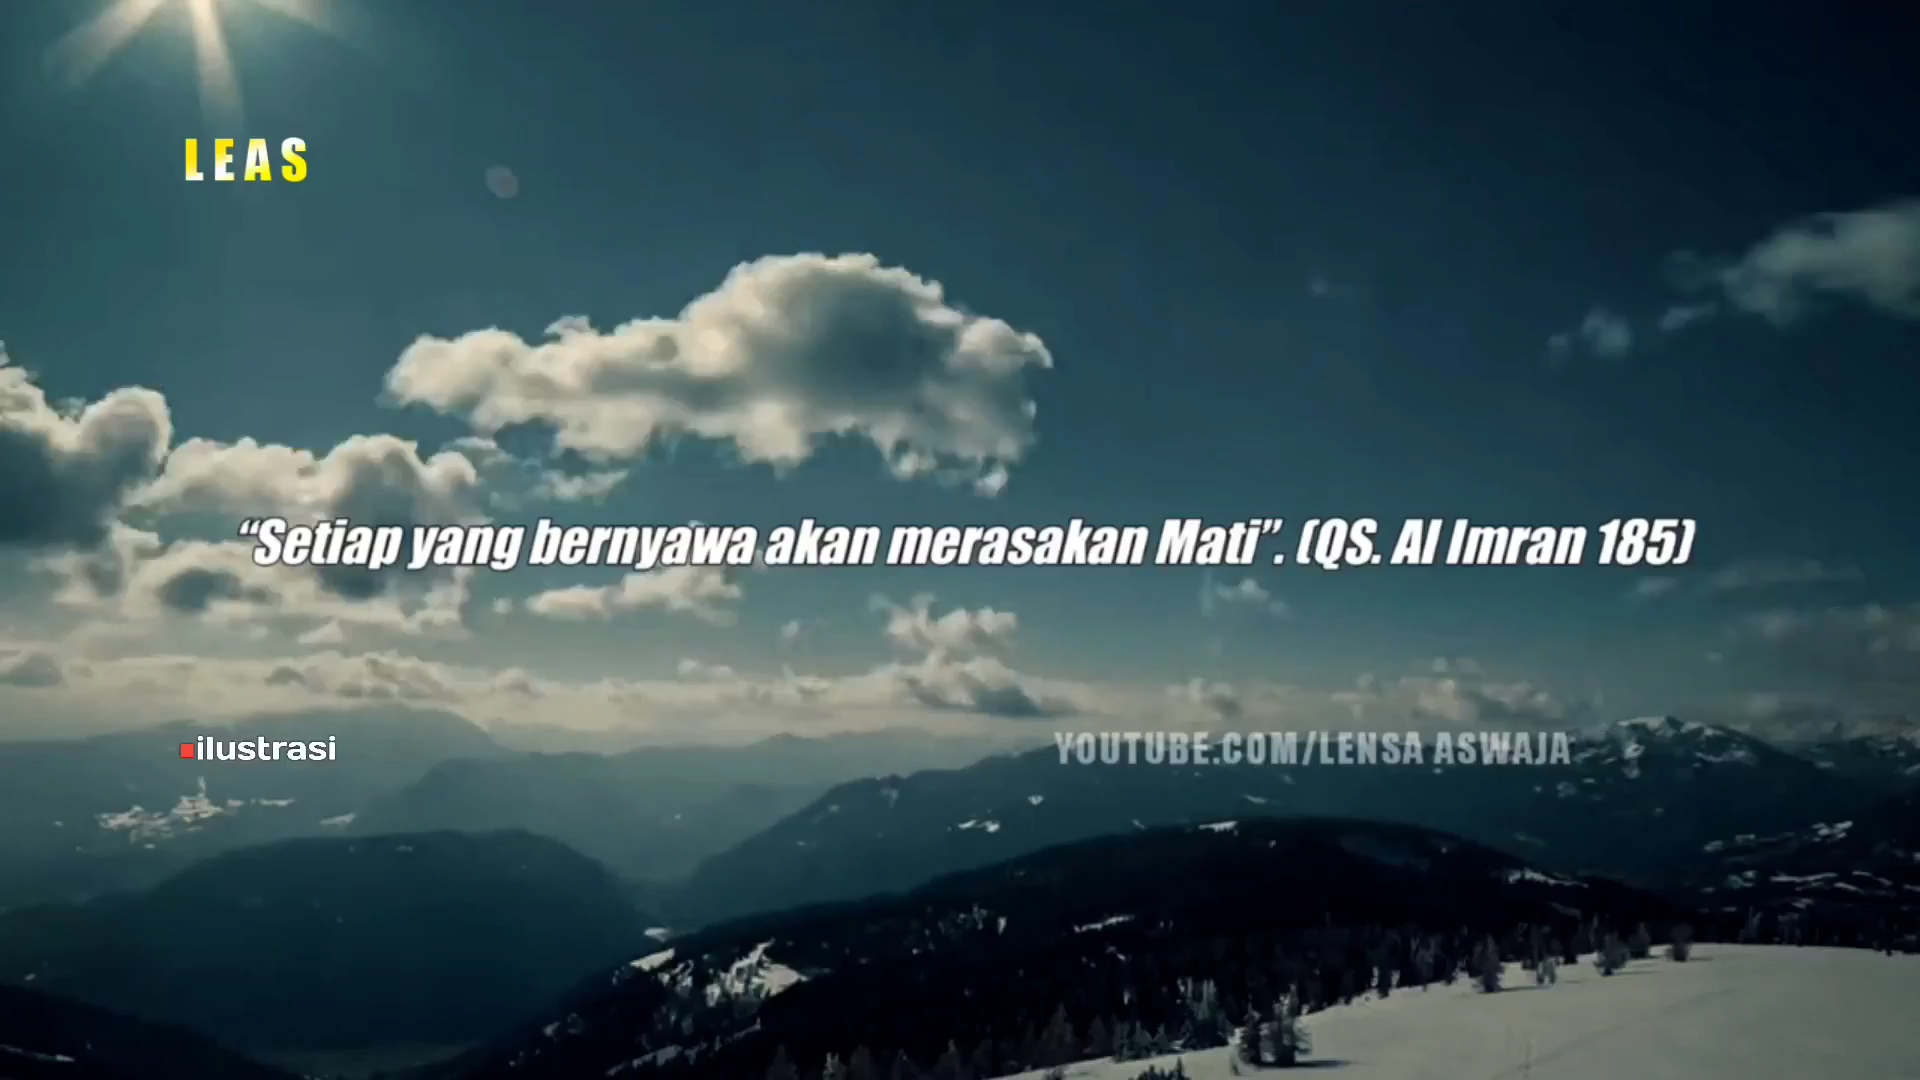 LEAS
“Setiap yang bernyawa akan merasakan Mati”. (QS. Al Imran 185)
ilustrasi
YOUTUBE.COM/LENSA ASWAJA